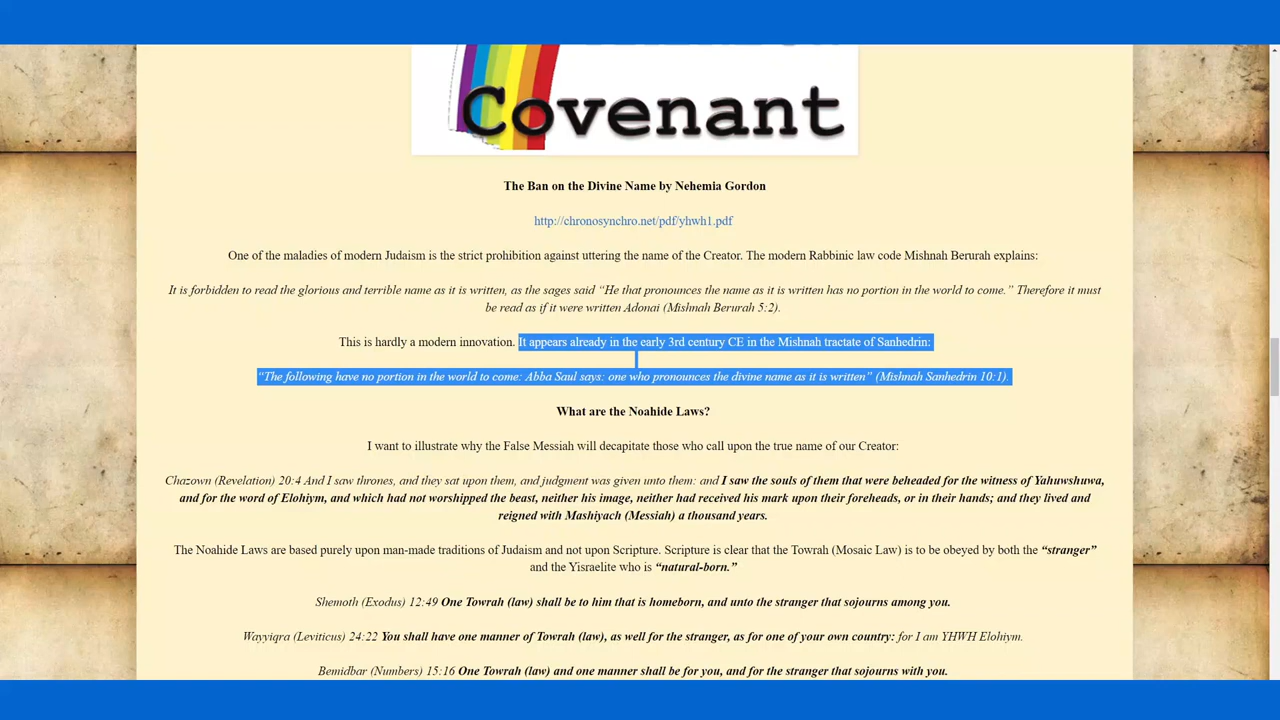 Covenant
The Ban on the Divine Name by Nehemia Gordon
http://chronosynchro.net/pdf/yhwh1.pdf
One of the maladies of modern Judaism is the strict prohibition against uttering the name of the Creator. The modern Rabbinic law code Mishnah Berurah explains:
It is forbidden to read the glorious and terrible name as it is written, as the sages said “He that pronounces the name as it is written has no portion in the world to come.” Therefore it must
be read as if it were written Adonai (Mishnah Berurah 5:2).
This is hardly a modern innovation. It appears already in the early 3rd century CE in the Mishnah tractate of Sanhedrin:
“The following have no portion in the world to come: Abba Saul says: one who pronounces the divine name as it is written” (Mishnah Sanhedrin 10:1).
What are the Noahide Laws?
I want to illustrate why the False Messiah will decapitate those who call upon the true name of our Creator:
Chazown (Revelation) 20:4 And I saw thrones, and they sat upon them, and judgment was given unto them: and I saw the souls of them that were beheaded for the witness of Yahuwshuwa,
and for the word of Elohiym, and which had not worshipped the beast, neither his image, neither had received his mark upon their foreheads, or in their hands; and they lived and
reigned with Mashiyach (Messiah) a thousand years.
The Noahide Laws are based purely upon man-made traditions of Judaism and not upon Scripture. Scripture is clear that the Towrah (Mosaic Law) is to be obeyed by both the “stranger”
and the Yisraelite who is “natural-born.”
Shemoth (Exodus) 12:49 One Towrah (law) shall be to him that is homeborn, and unto the stranger that sojourns among you.
Wayyiqra (Leviticus) 24:22 You shall have one manner of Towrah (law), as well for the stranger, as for one of your own country: for I am YHWH Elohiym.
Bemidbar (Numbers) 15:16 One Towrah (law) and one manner shall be for you, and for the stranger that sojourns with you.